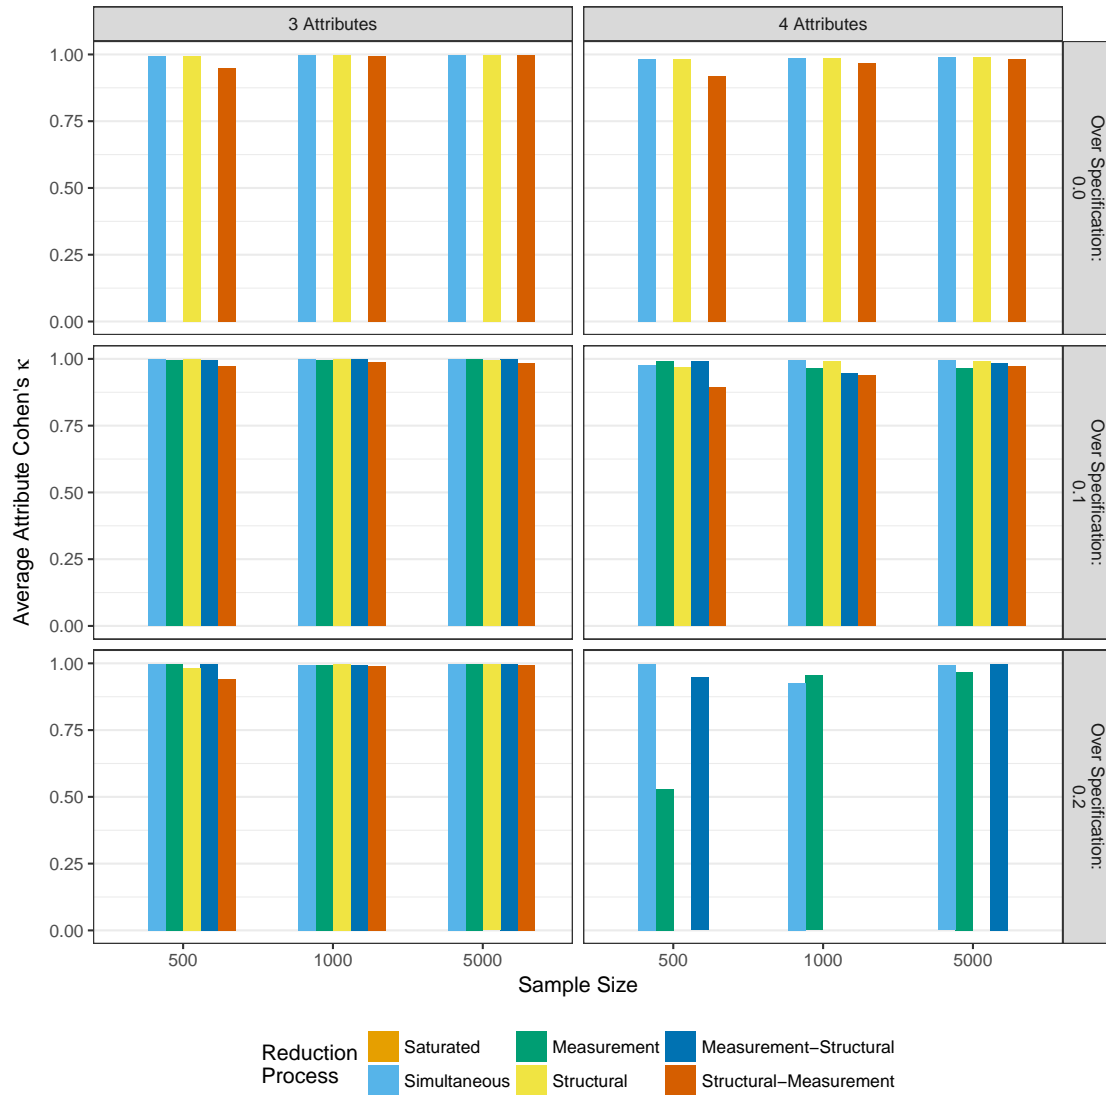 3 Attributes
4 Attributes
1.00
0.75
0.50
0.25
0.00
Over Specification:
0.0
1.00
0.75
0.50
0.25
0.00
Over Specification:
0.1
1.00
0.75
0.50
0.25
0.00
Over Specification:
0.2
Average Attribute Cohen's κ
500
1000
5000
500
1000
5000
Sample Size
Reduction
Process
Saturated
Measurement
Measurement−Structural
Simultaneous
Structural
Structural−Measurement